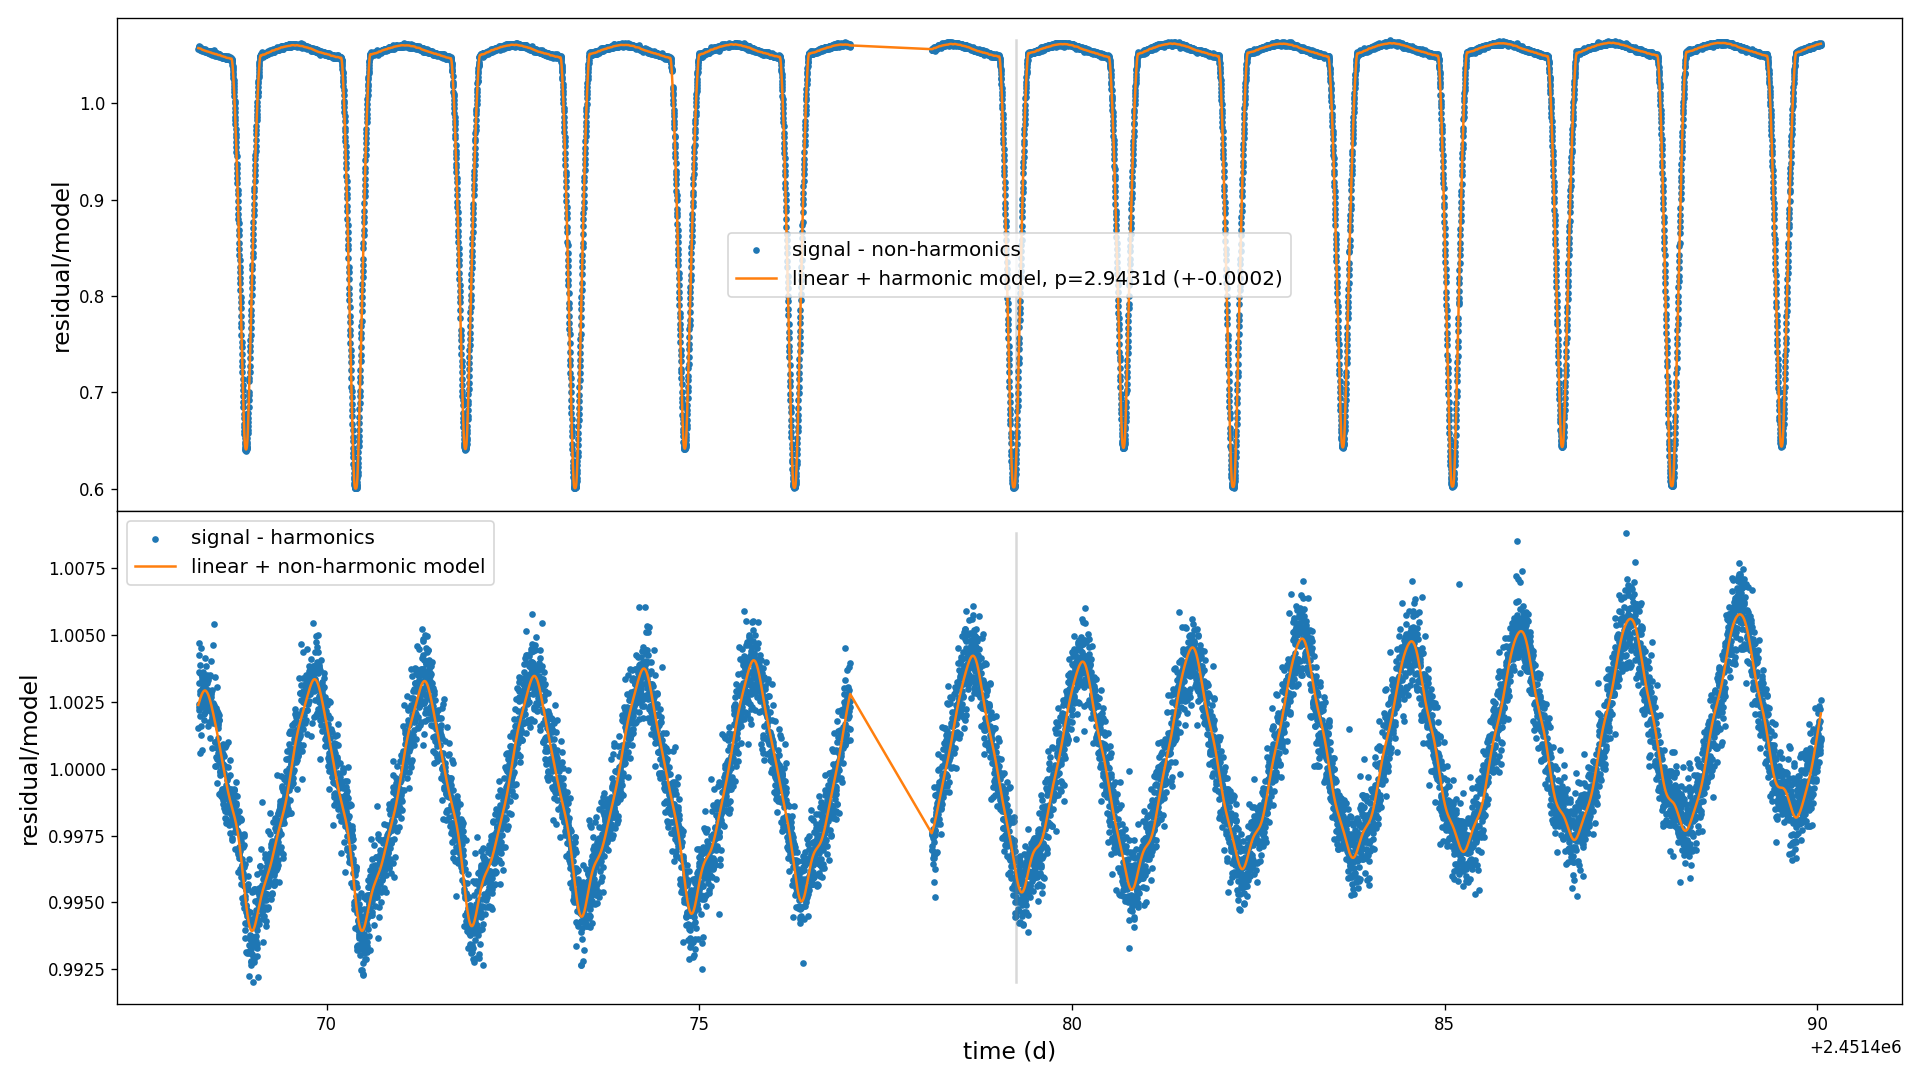 residual/model
1.0
0.9
0.8
0.7
0.6
signal - non-harmonics
linear + harmonic model, p=2.9431d (+-0.0002)
residual/model
1.0075
1.0050
1.0025
1.0000
0.9975
0.9950
0.9925
signal - harmonics
linear + non-harmonic model
70 75 80 85 90
time (d)
+2.4514e6